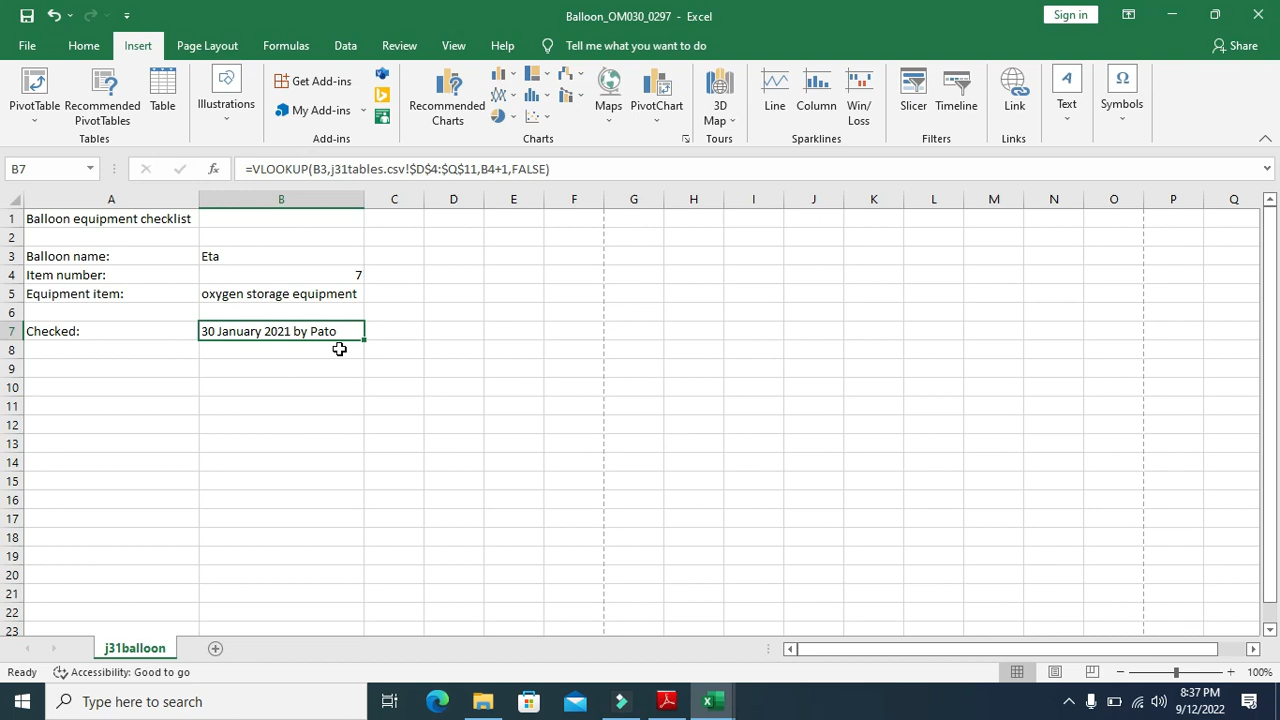 Balloon_OM030_0297 - Excel
Sign in
File Home Insert Page Layout Formulas Data Review View Help Tell me what you want to do Share
PivotTable Recommended PivotTables Table Illustrations Get Add-ins My Add-ins Recommended Charts Maps PivotChart 3D Map Line Column Win/Loss Slicer Timeline Link Text Symbols
Tables Add-ins Charts Tours Sparklines Filters Links
B7 fx =VLOOKUP(B3,j31tables.csv!$D$4:$Q$11,B4+1,FALSE)
A B C D E F G H I J K L M N O P Q
1 Balloon equipment checklist
2
3 Balloon name: Eta
4 Item number: 7
5 Equipment item: oxygen storage equipment
6
7 Checked: 30 January 2021 by Pato
8
9
10
11
12
13
14
15
16
17
18
19
20
21
22
23
j31balloon
Ready Accessibility: Good to go 100%
Type here to search
8:37 PM
9/12/2022